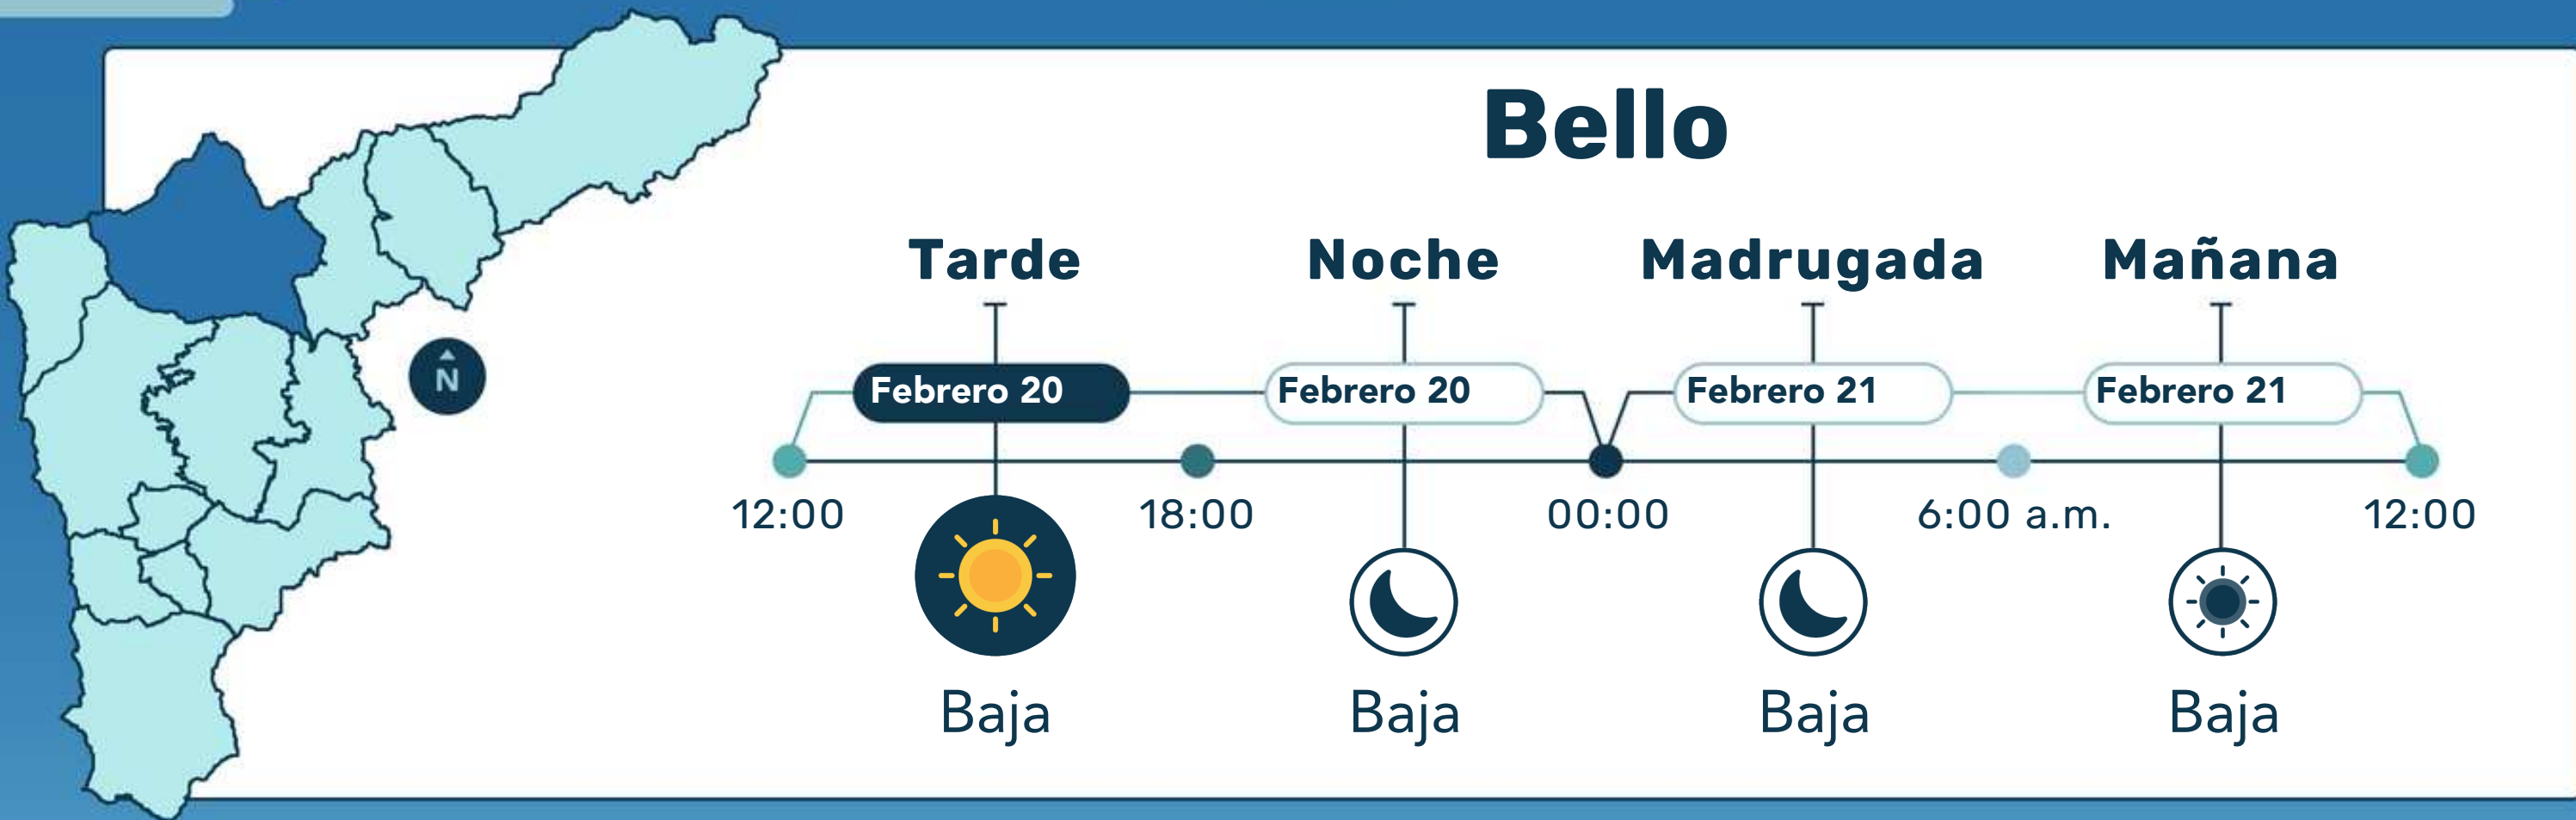 Bello
Tarde Noche Madrugada Mañana
N
Febrero 20 Febrero 20 Febrero 21 Febrero 21
12:00 18:00 00:00 6:00 a.m. 12:00
Baja Baja Baja Baja